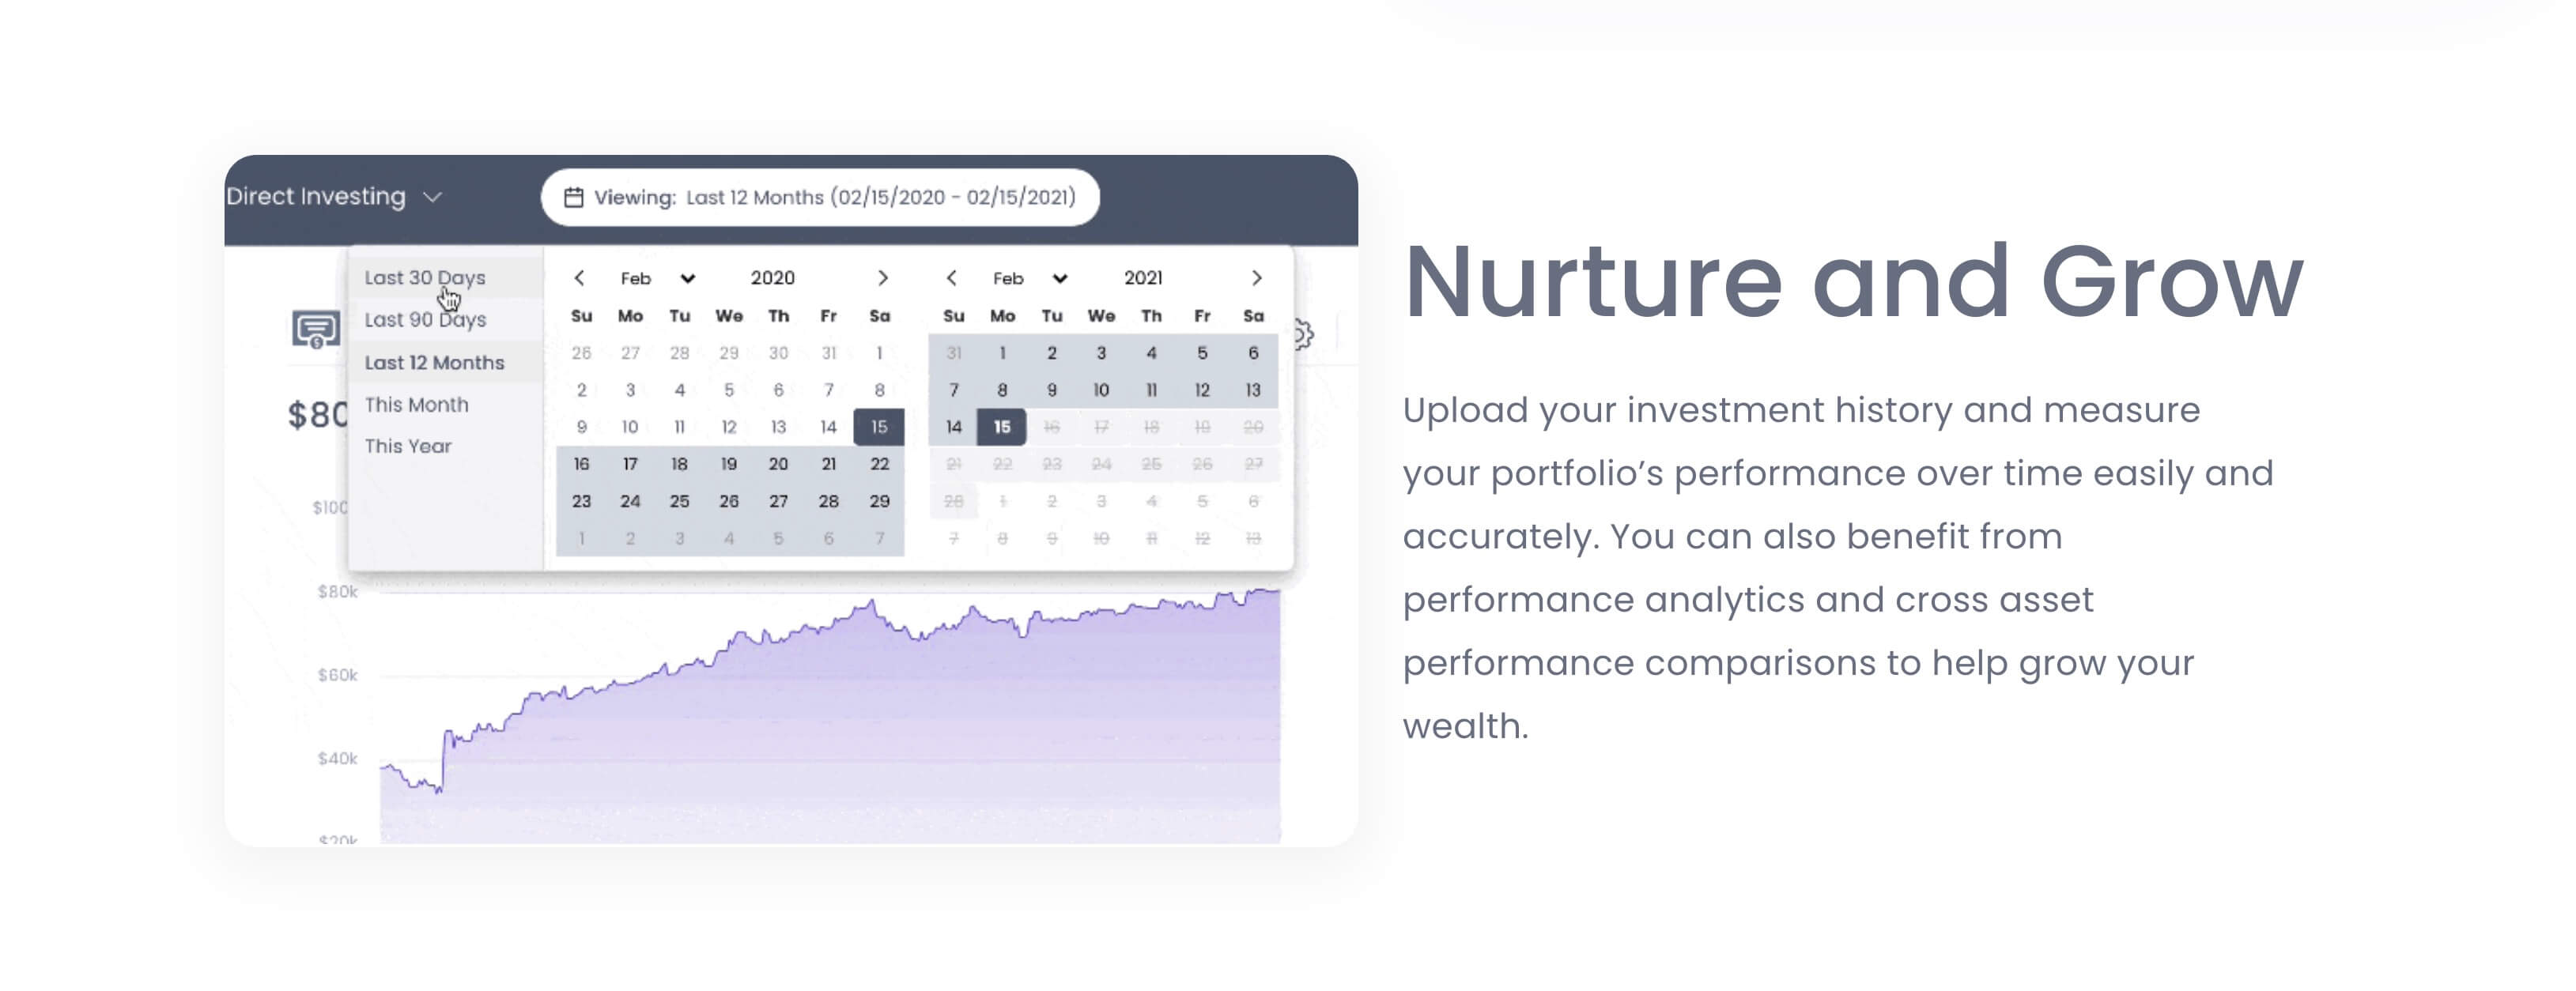 Direct Investing
Viewing: Last 12 Months (02/15/2020 - 02/15/2021)
Last 30 Days
Last 90 Days
Last 12 Months
This Month
This Year
Feb 2020
Su Mo Tu We Th Fr Sa
26 27 28 29 30 31 1
2 3 4 5 6 7 8
9 10 11 12 13 14 15
16 17 18 19 20 21 22
23 24 25 26 27 28 29
1 2 3 4 5 6 7
Feb 2021
Su Mo Tu We Th Fr Sa
31 1 2 3 4 5 6
7 8 9 10 11 12 13
14 15 16 17 18 19 20
21 22 23 24 25 26 27
28 1 2 3 4 5 6
7 8 9 10 11 12 13
$80
$100
$80k
$60k
$40k
$20k
Nurture and Grow
Upload your investment history and measure
your portfolio’s performance over time easily and
accurately. You can also benefit from
performance analytics and cross asset
performance comparisons to help grow your
wealth.